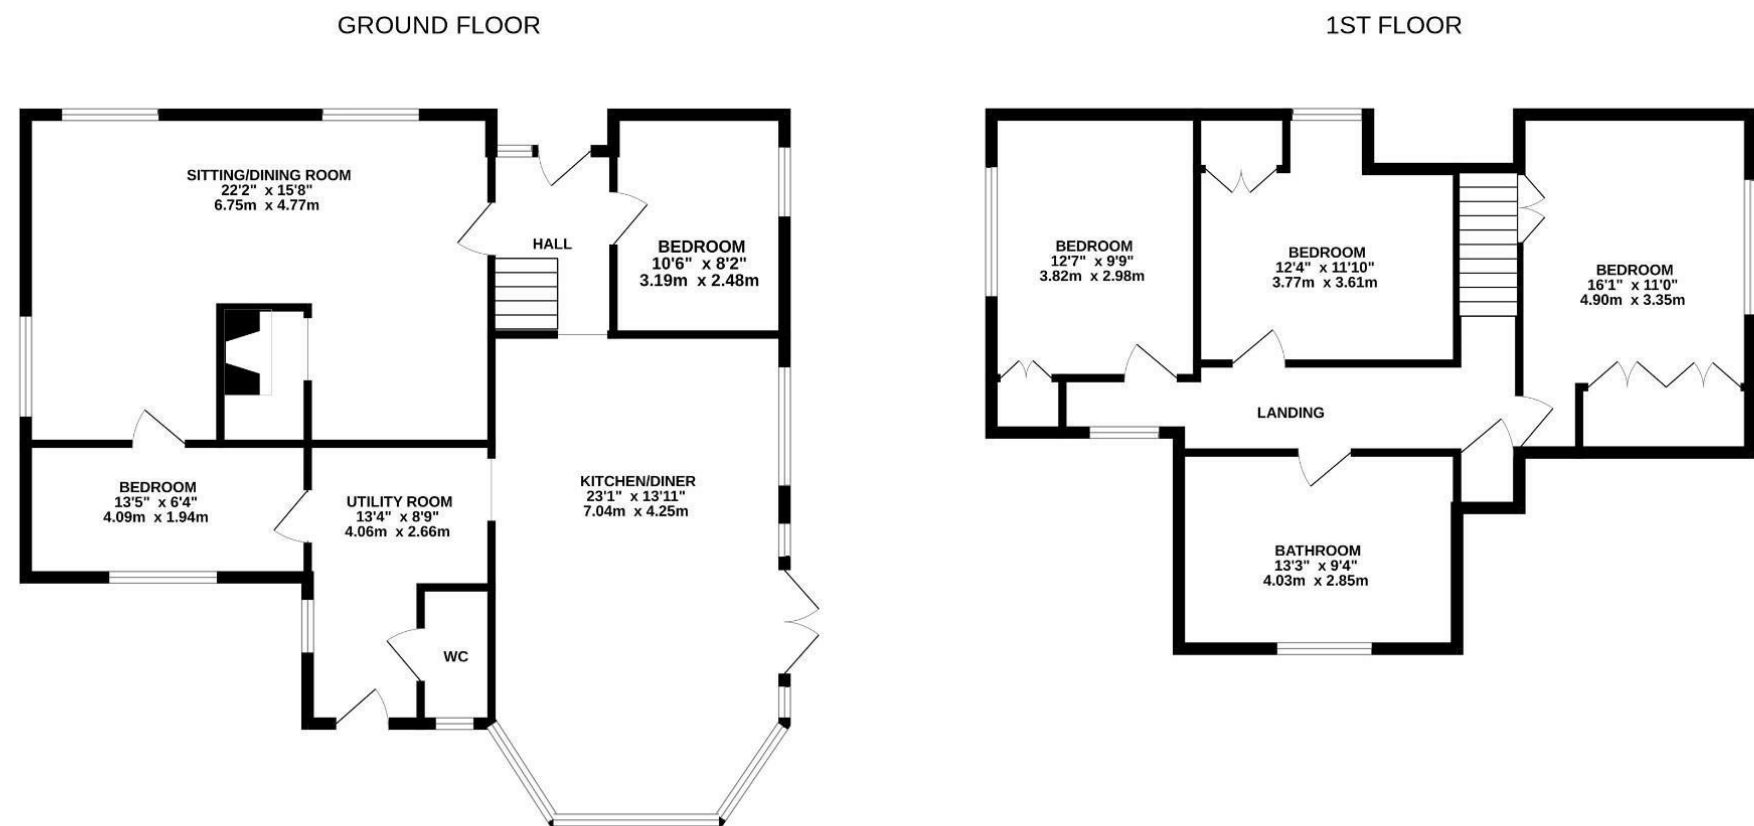 GROUND FLOOR
SITTING/DINING ROOM
22'2" x 15'8"
6.75m x 4.77m
HALL
BEDROOM
10'6" x 8'2"
3.19m x 2.48m
BEDROOM
13'5" x 6'4"
4.09m x 1.94m
UTILITY ROOM
13'4" x 8'9"
4.06m x 2.66m
KITCHEN/DINER
23'1" x 13'11"
7.04m x 4.25m
WC
1ST FLOOR
BEDROOM
12'7" x 9'9"
3.82m x 2.98m
BEDROOM
12'4" x 11'10"
3.77m x 3.61m
BEDROOM
16'1" x 11'0"
4.90m x 3.35m
LANDING
BATHROOM
13'3" x 9'4"
4.03m x 2.85m